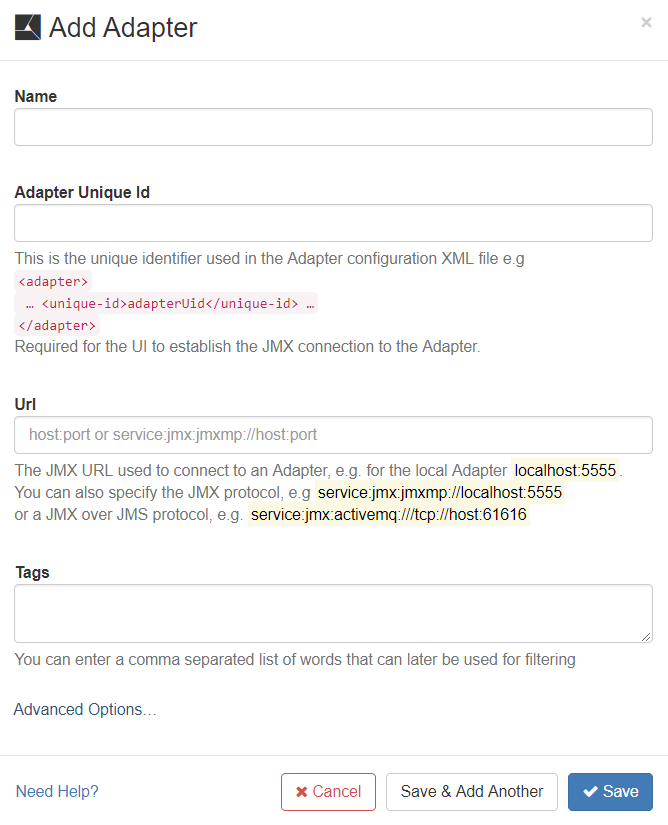 Add Adapter
×
Name
Adapter Unique Id
This is the unique identifier used in the Adapter configuration XML file e.g
<adapter>
… <unique-id>adapterUid</unique-id> …
</adapter>
Required for the UI to establish the JMX connection to the Adapter.
Url
host:port or service:jmx:jmxmp://host:port
The JMX URL used to connect to an Adapter, e.g. for the local Adapter localhost:5555 .
You can also specify the JMX protocol, e.g service:jmx:jmxmp://localhost:5555
or a JMX over JMS protocol, e.g. service:jmx:activemq:///tcp://host:61616
Tags
You can enter a comma separated list of words that can later be used for filtering
Advanced Options…
Need Help?
Cancel
Save & Add Another
Save